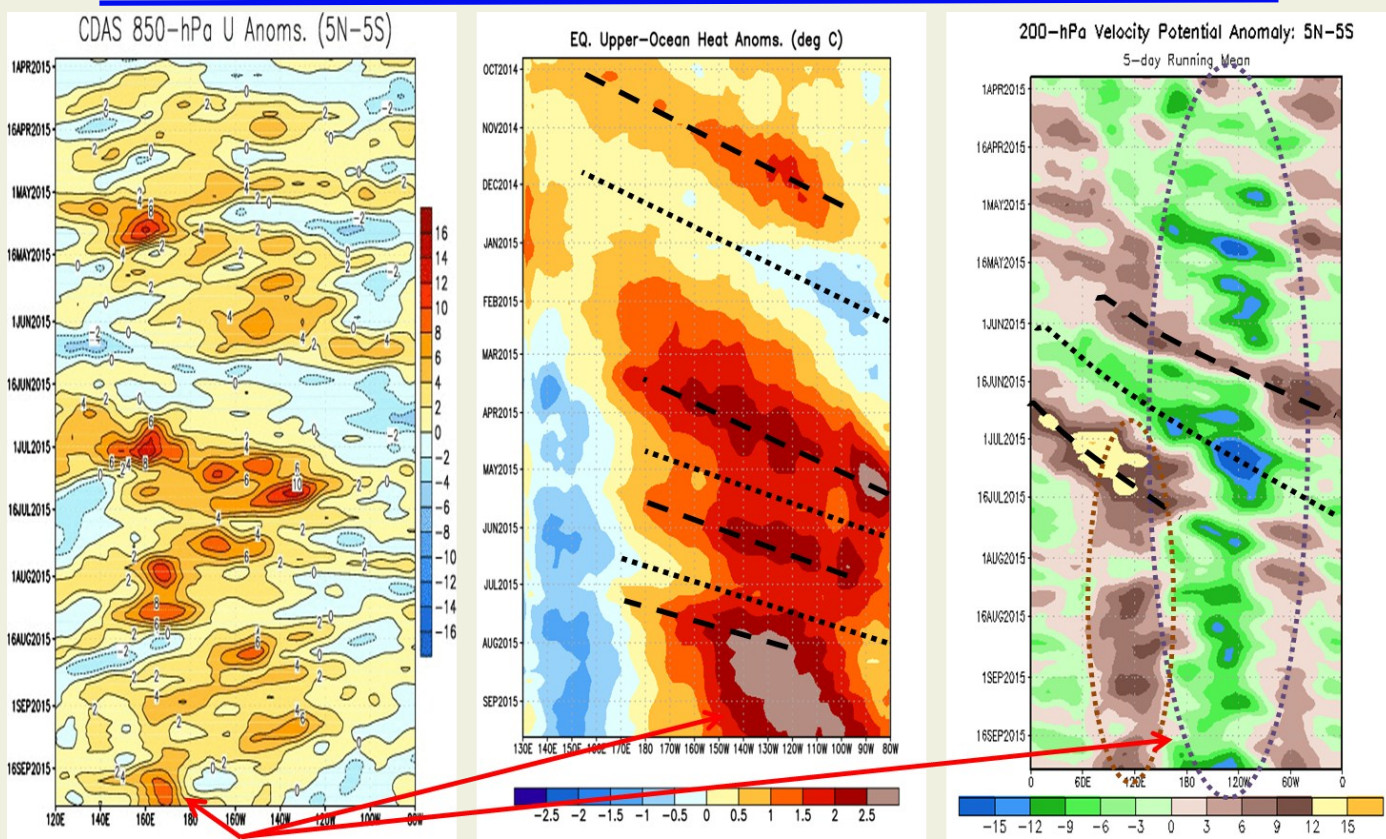 CDAS 850-hPa U Anoms. (5N-5S)
1APR2015
16APR2015
1MAY2015
16MAY2015
1JUN2015
16JUN2015
1JUL2015
16JUL2015
1AUG2015
16AUG2015
1SEP2015
16SEP2015
120E 140E 160E 180 160W 140W 120W 100W 80W
16
14
12
10
8
6
4
2
0
-2
-4
-6
-8
-10
-12
-14
-16
EQ. Upper-Ocean Heat Anoms. (deg C)
OCT2014
NOV2014
DEC2014
JAN2015
FEB2015
MAR2015
APR2015
MAY2015
JUN2015
JUL2015
AUG2015
SEP2015
130E 140E 150E 160E 170E 180 170W 160W 150W 140W 130W 120W 110W 100W 90W 80W
-2.5 -2 -1.5 -1 -0.5 0 0.5 1 1.5 2 2.5
200-hPa Velocity Potential Anomaly: 5N-5S
5-day Running Mean
1APR2015
16APR2015
1MAY2015
16MAY2015
1JUN2015
16JUN2015
1JUL2015
16JUL2015
1AUG2015
16AUG2015
1SEP2015
16SEP2015
0 60E 120E 180 120W 60W 0
-15 -12 -9 -6 -3 0 3 6 9 12 15